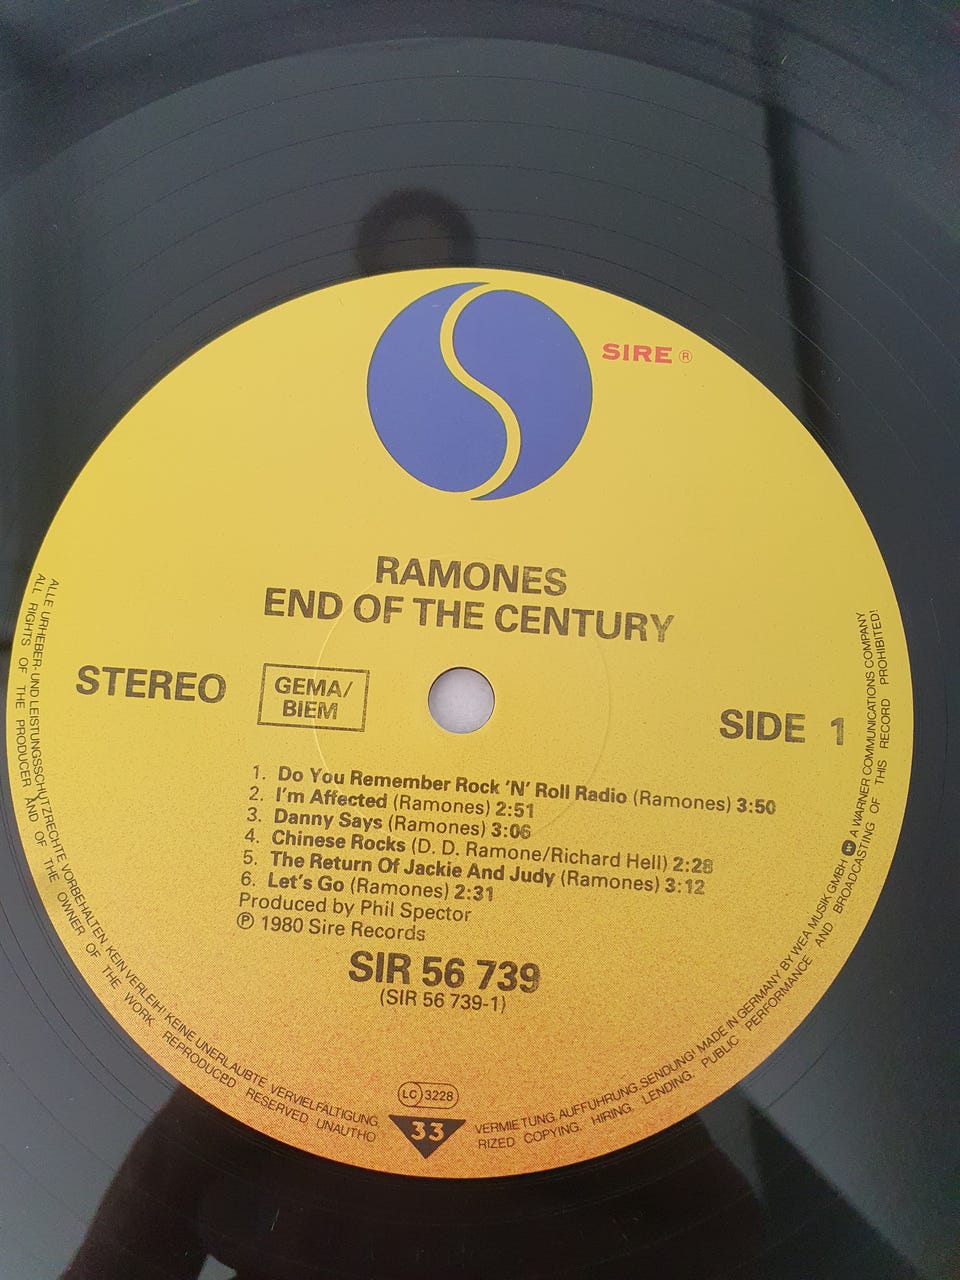 SIRE ®
RAMONES
END OF THE CENTURY
STEREO
GEMA/
BIEM
SIDE 1
1. Do You Remember Rock 'N' Roll Radio (Ramones) 3:50
2. I'm Affected (Ramones) 2:51
3. Danny Says (Ramones) 3:06
4. Chinese Rocks (D. D. Ramone/Richard Hell) 2:28
5. The Return Of Jackie And Judy (Ramones) 3:12
6. Let's Go (Ramones) 2:31
Produced by Phil Spector
℗ 1980 Sire Records
SIR 56 739
(SIR 56 739-1)
LC 3228
33
ALLE URHEBER- UND LEISTUNGSSCHUTZRECHTE VORBEHALTEN KEIN VERLEIH! KEINE UNERLAUBTE VERVIELFÄLTIGUNG, VERMIETUNG, AUFFÜHRUNG, SENDUNG! MADE IN GERMANY BY WEA MUSIK GMBH A WARNER COMMUNICATIONS COMPANY
ALL RIGHTS OF THE PRODUCER AND OF THE OWNER OF THE WORK REPRODUCED RESERVED. UNAUTHORIZED COPYING, HIRING, LENDING, PUBLIC PERFORMANCE AND BROADCASTING OF THIS RECORD PROHIBITED!